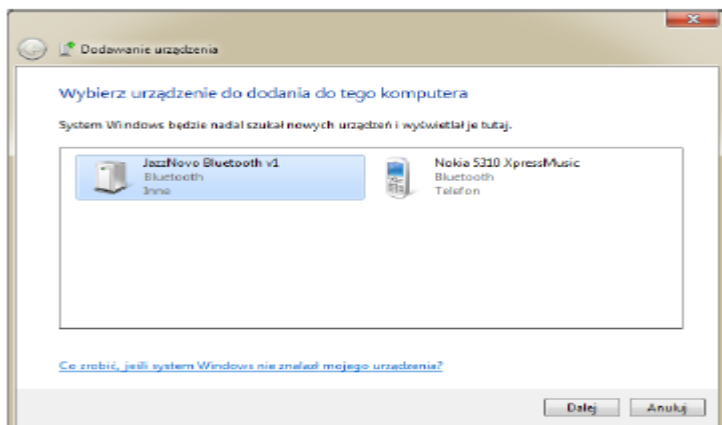 Dodawanie urządzenia
Wybierz urządzenie do dodania do tego komputera
System Windows będzie nadal szukał nowych urządzeń i wyświetlał je tutaj.
JazzNovo Bluetooth v1
Bluetooth
Inne
Nokia 5310 XpressMusic
Bluetooth
Telefon
Co zrobić, jeśli system Windows nie znalazł mojego urządzenia?
Dalej
Anuluj